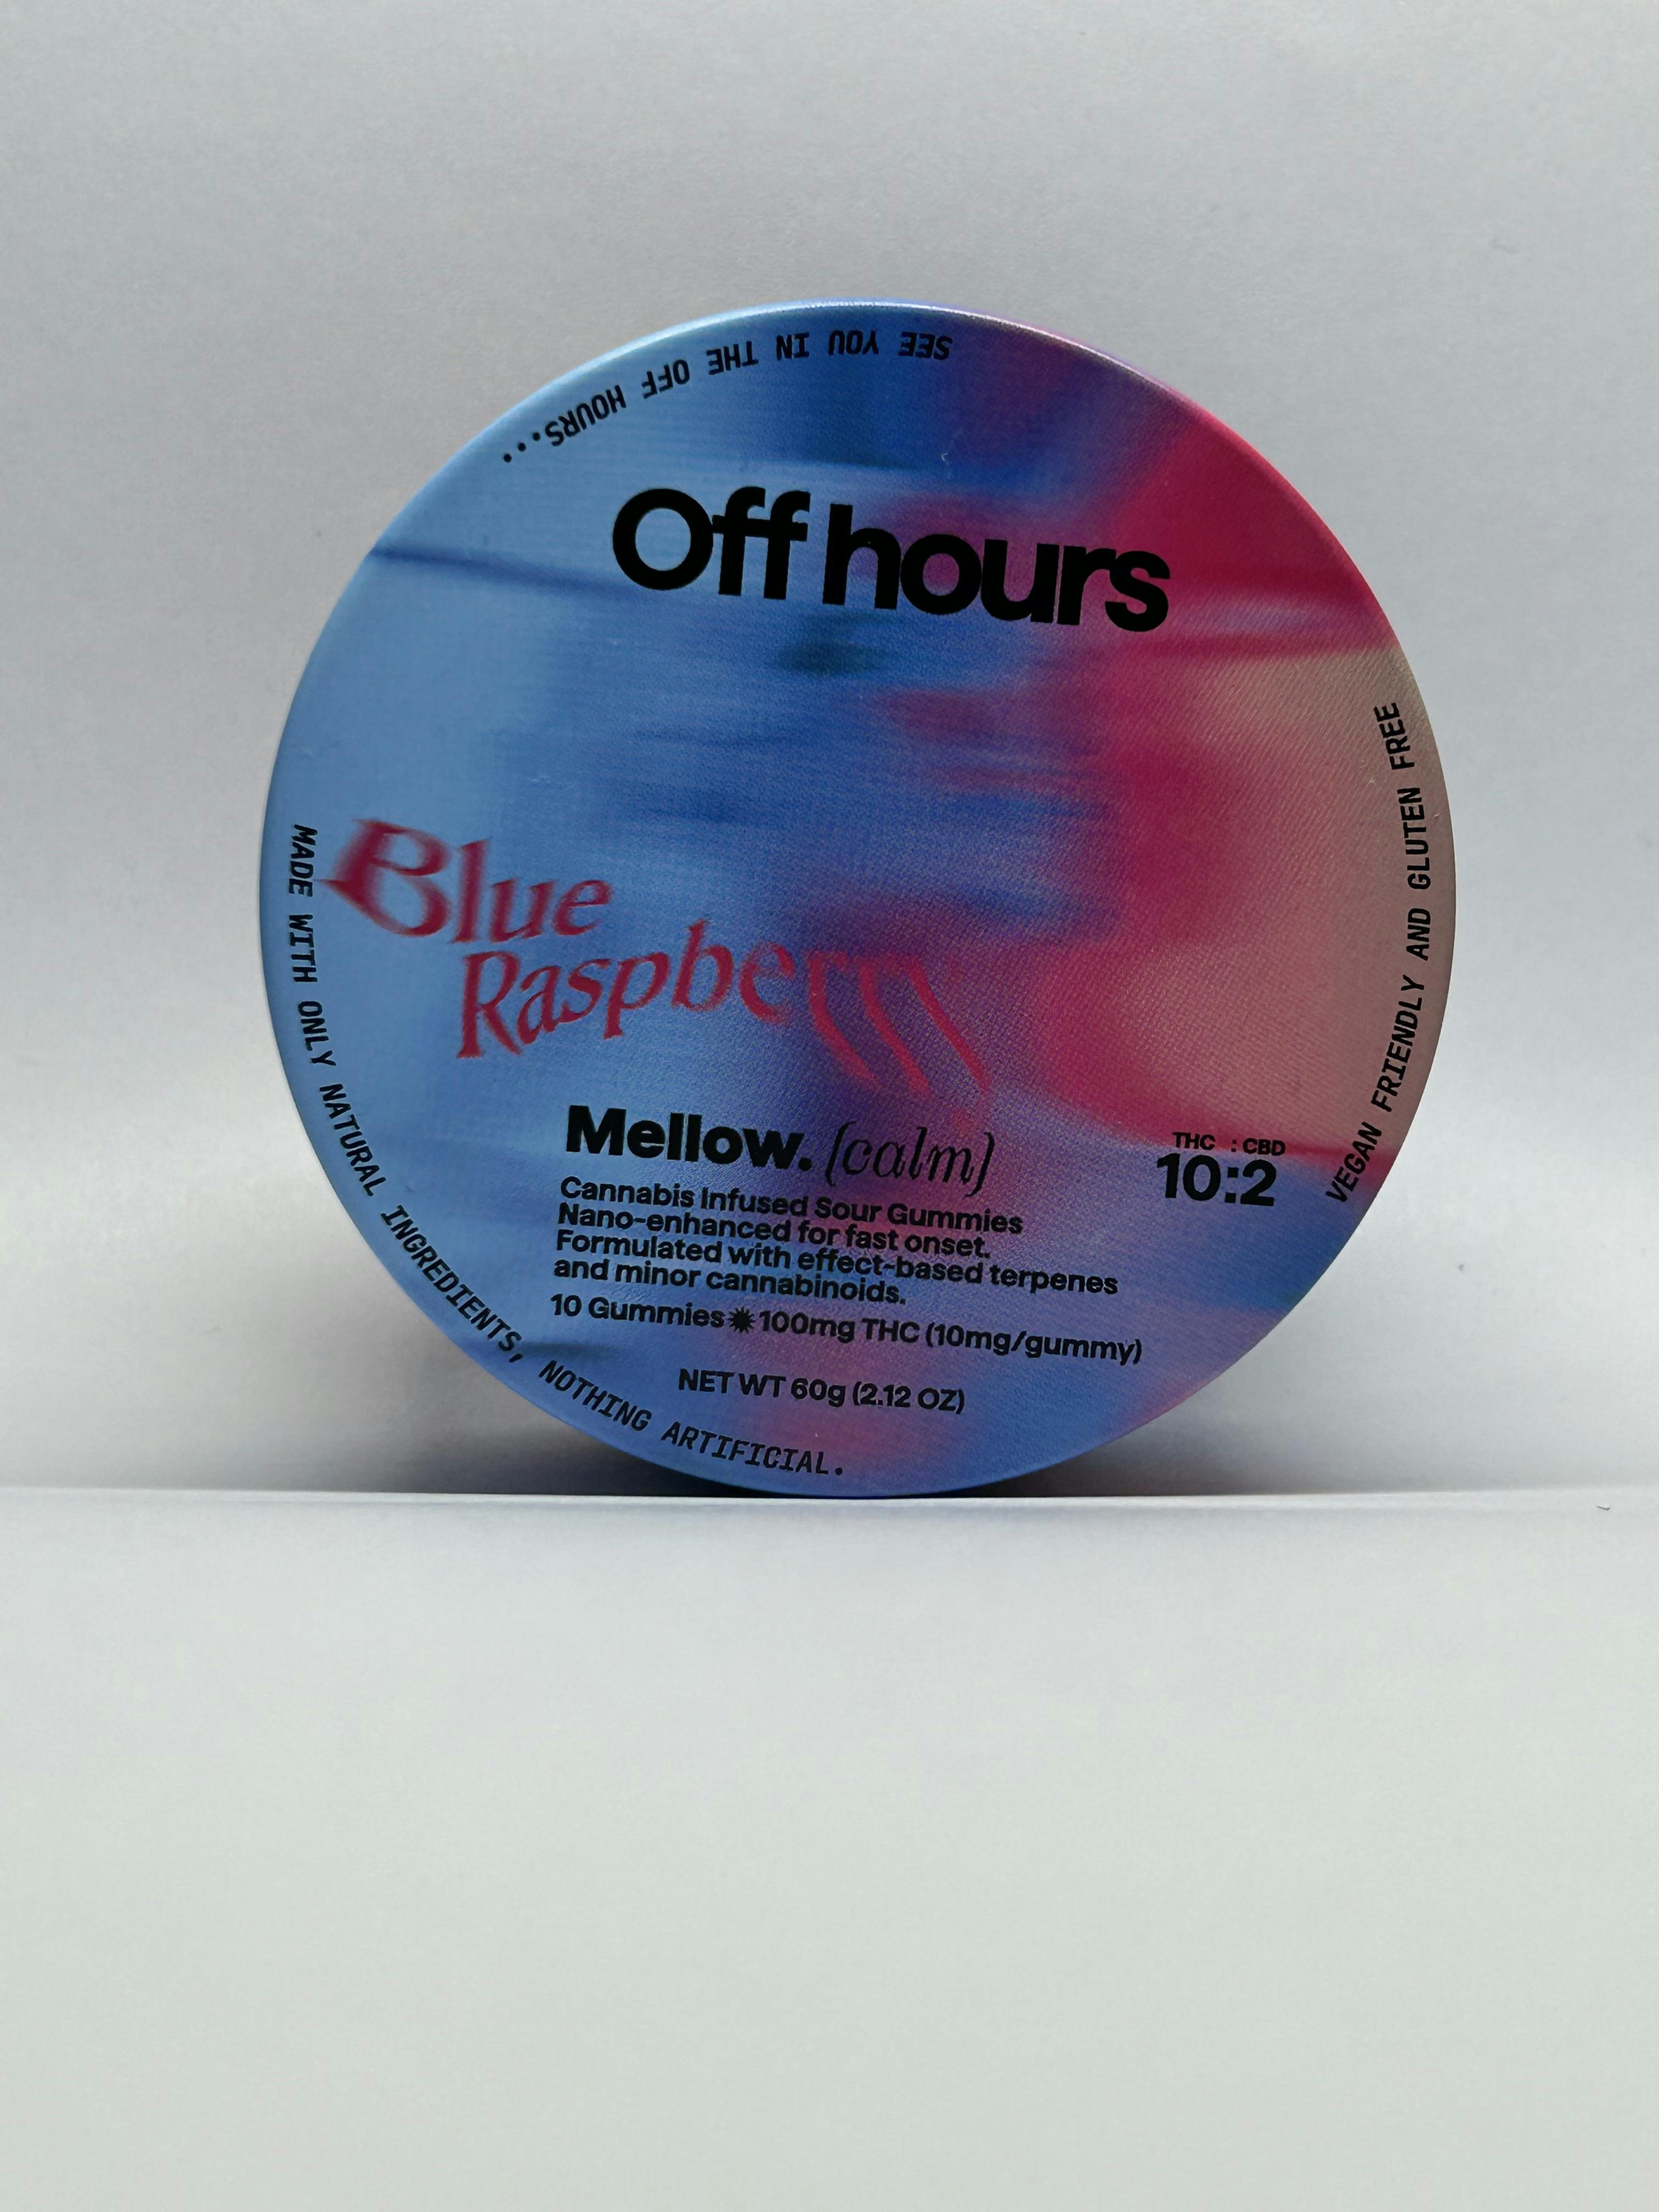 SEE YOU IN THE OFF HOURS...
Off hours
Blue
Raspberry
Mellow. (calm)
THC : CBD
10:2
Cannabis Infused Sour Gummies
Nano-enhanced for fast onset.
Formulated with effect-based terpenes
and minor cannabinoids.
10 Gummies✹100mg THC (10mg/gummy)
NET WT 60g (2.12 OZ)
MADE WITH ONLY NATURAL INGREDIENTS, NOTHING ARTIFICIAL.
VEGAN FRIENDLY AND GLUTEN FREE